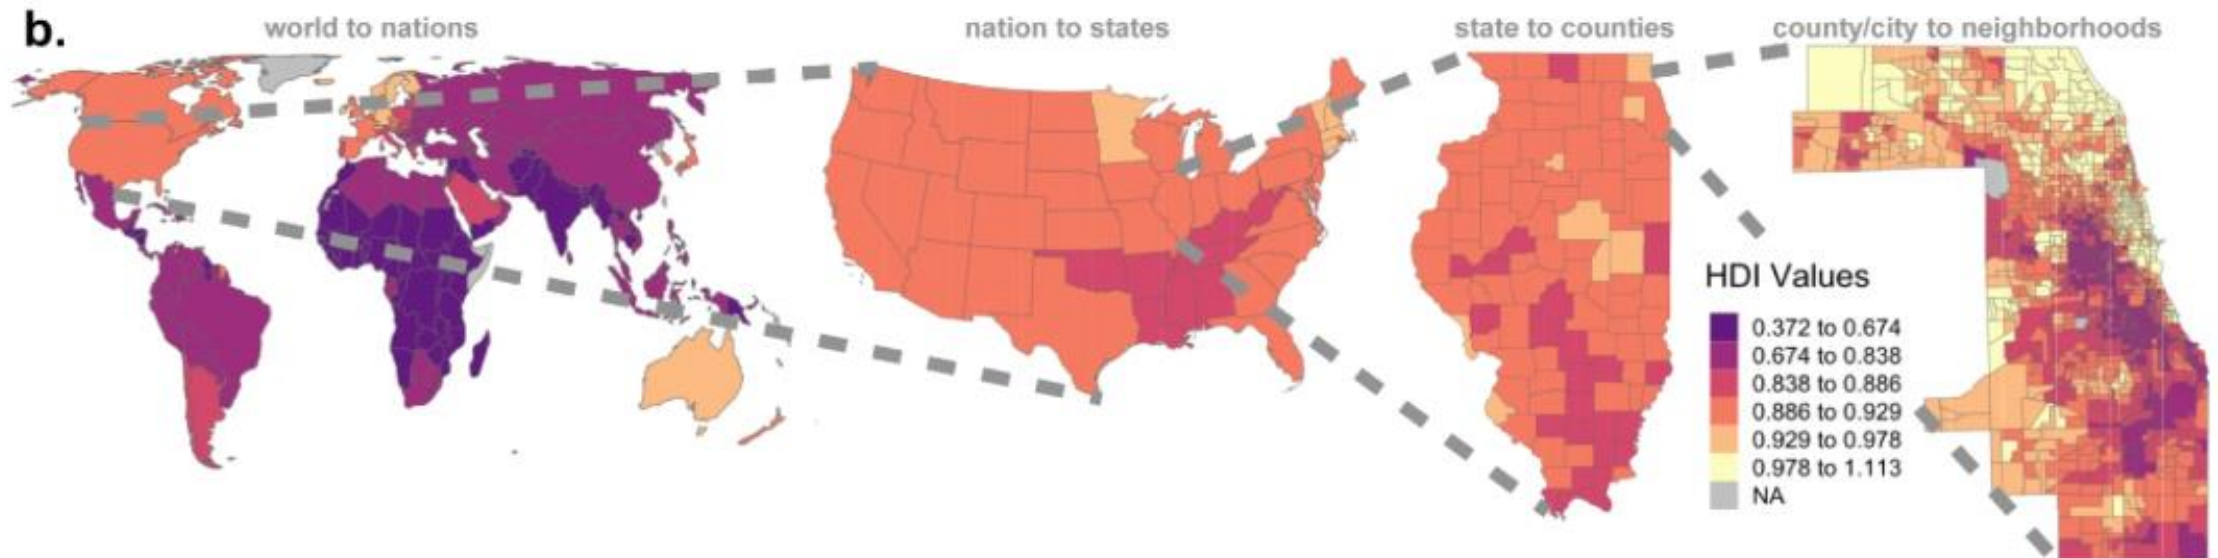 b.
world to nations
nation to states
state to counties
county/city to neighborhoods
HDI Values
0.372 to 0.674
0.674 to 0.838
0.838 to 0.886
0.886 to 0.929
0.929 to 0.978
0.978 to 1.113
NA